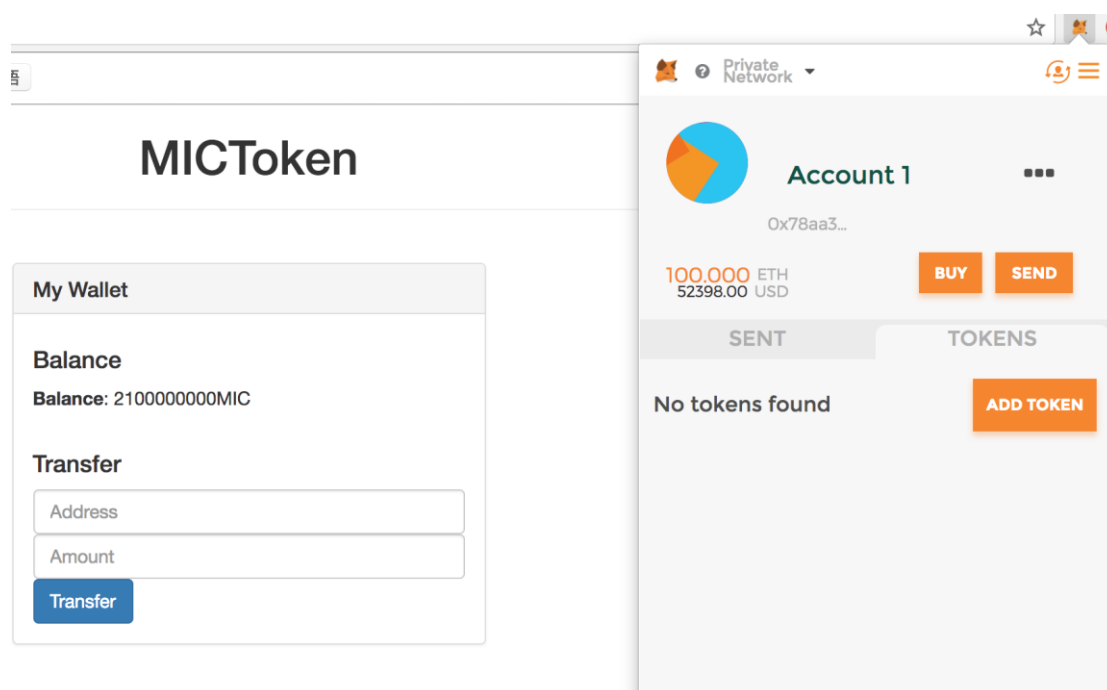 語
MICToken
My Wallet
Balance
Balance: 2100000000MIC
Transfer
Address
Amount
Transfer
Private
Network
Account 1
0x78aa3...
100.000 ETH
52398.00 USD
BUY
SEND
SENT
TOKENS
No tokens found
ADD TOKEN